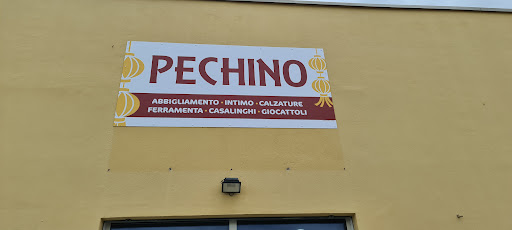 PECHINO
ABBIGLIAMENTO · INTIMO · CALZATURE
FERRAMENTA · CASALINGHI · GIOCATTOLI